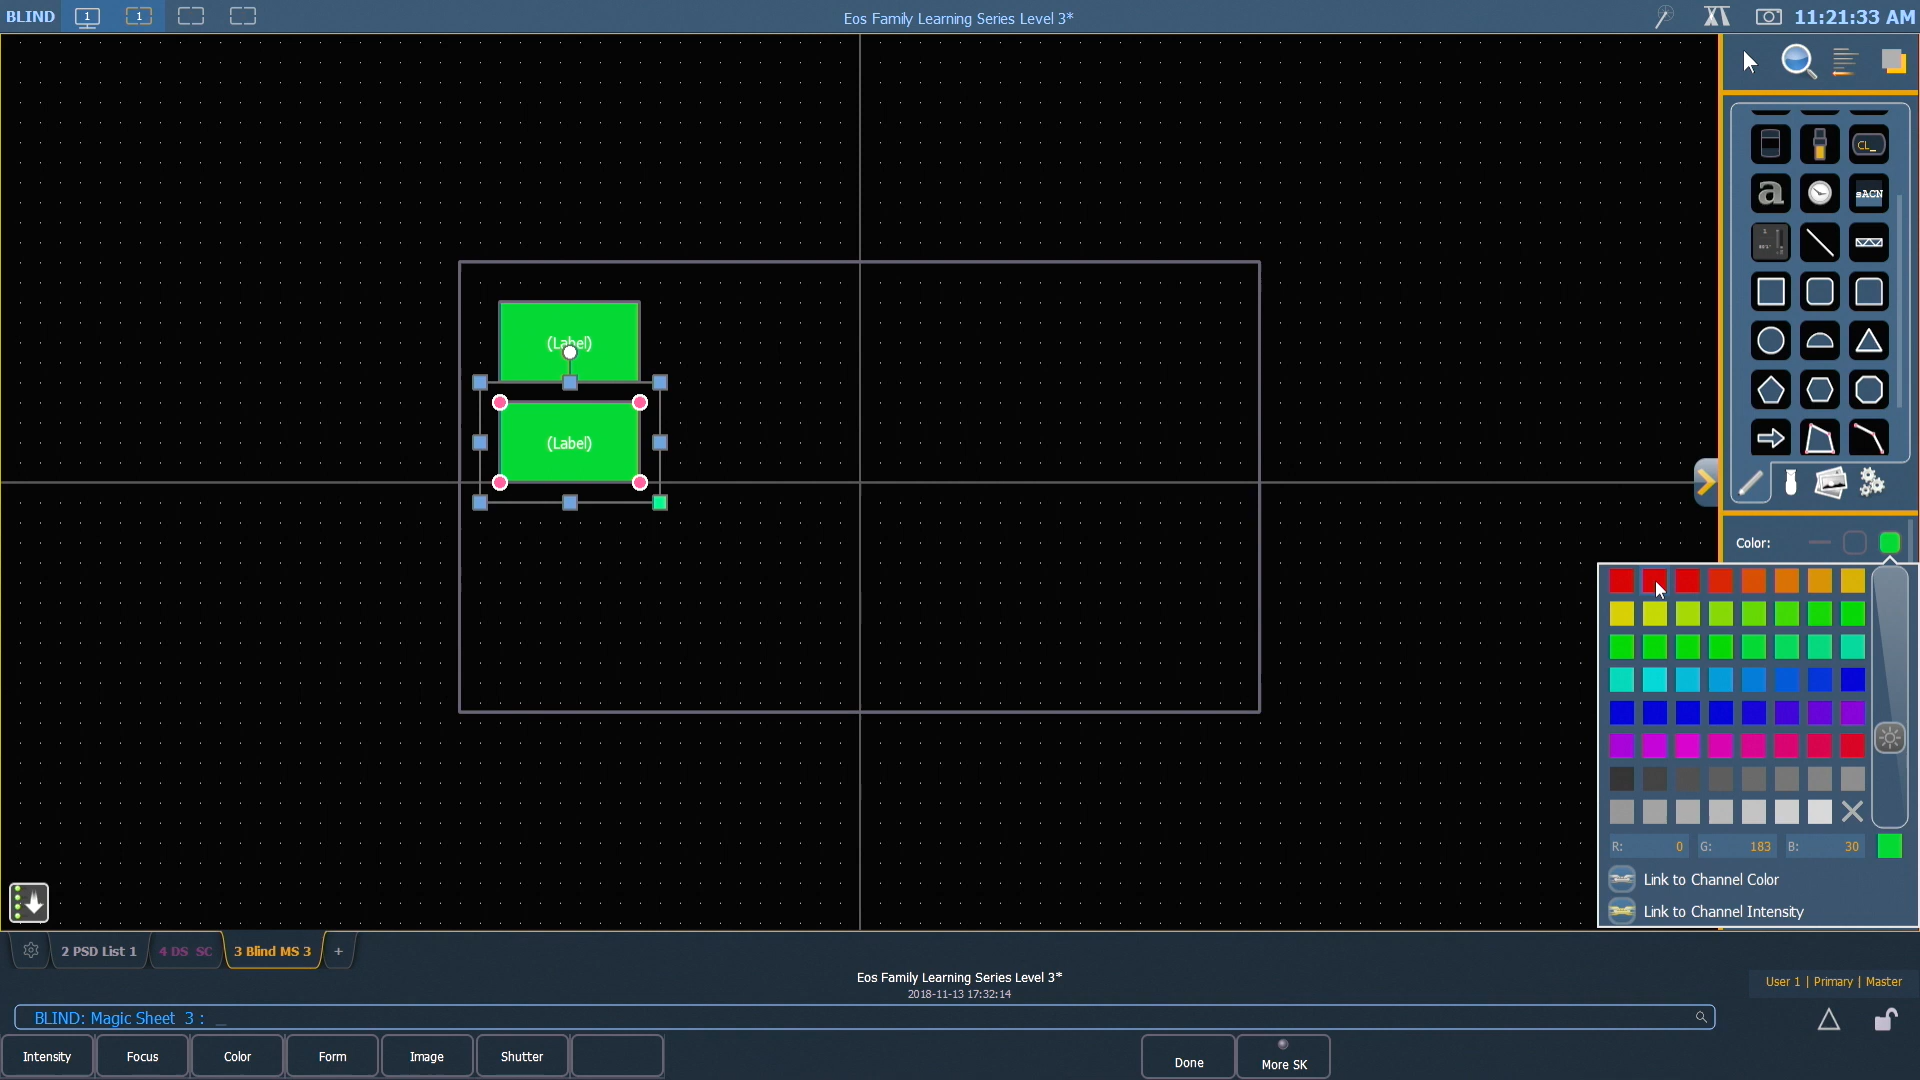 BLIND 1 1 Eos Family Learning Series Level 3* 11:21:33 AM
CL_
a sACN
(Label)
(Label)
Color:
R: 0 G: 183 B: 30
Link to Channel Color
Link to Channel Intensity
2 PSD List 1 4 DS SC 3 Blind MS 3 +
Eos Family Learning Series Level 3*
2018-11-13 17:32:14
User 1 | Primary | Master
BLIND: Magic Sheet 3 : _
Intensity Focus Color Form Image Shutter Done More SK